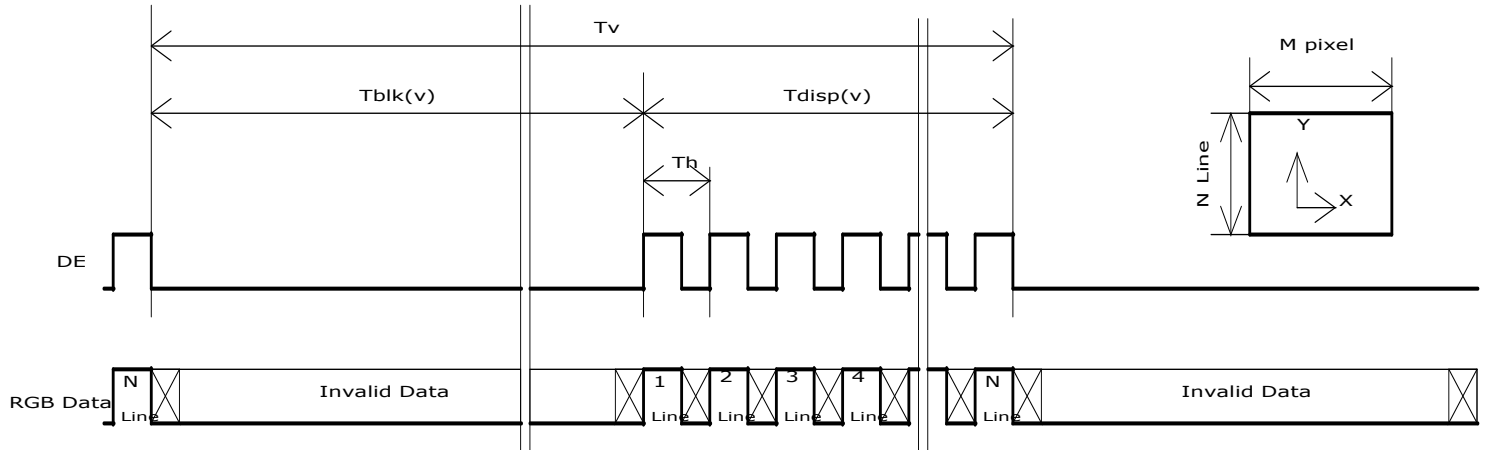 Tv
M pixel
Tblk(v)
Tdisp(v)
Y
N Line
Th
X
DE
RGB Data
N
Line
Invalid Data
1
Line
2
Line
3
Line
4
Line
N
Line
Invalid Data